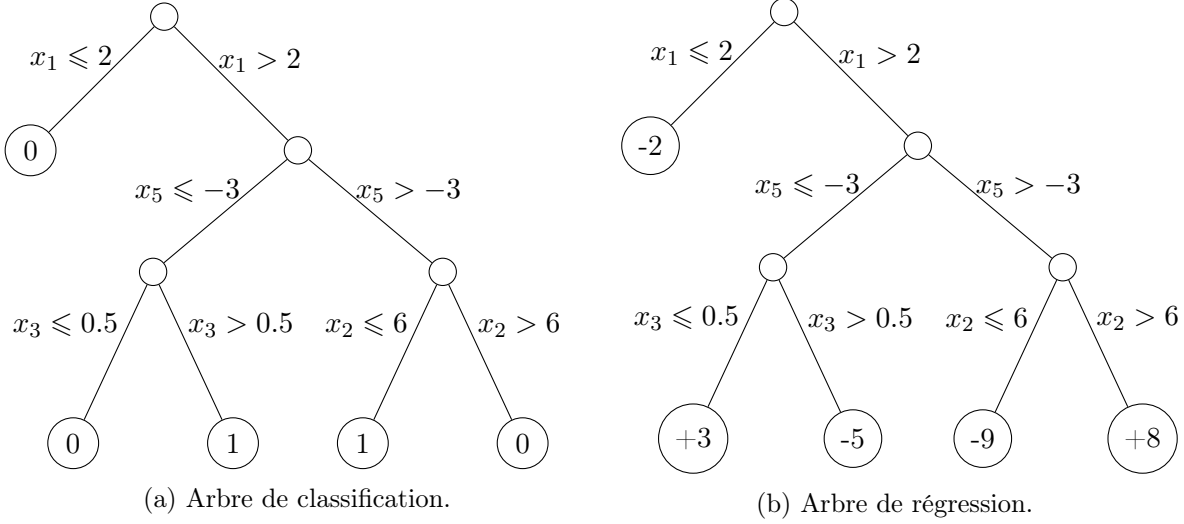 x₁ ⩽ 2
x₁ > 2
0
x₅ ⩽ −3
x₅ > −3
x₃ ⩽ 0.5
x₃ > 0.5
x₂ ⩽ 6
x₂ > 6
0
1
1
0
(a) Arbre de classification.
x₁ ⩽ 2
x₁ > 2
-2
x₅ ⩽ −3
x₅ > −3
x₃ ⩽ 0.5
x₃ > 0.5
x₂ ⩽ 6
x₂ > 6
+3
-5
-9
+8
(b) Arbre de régression.